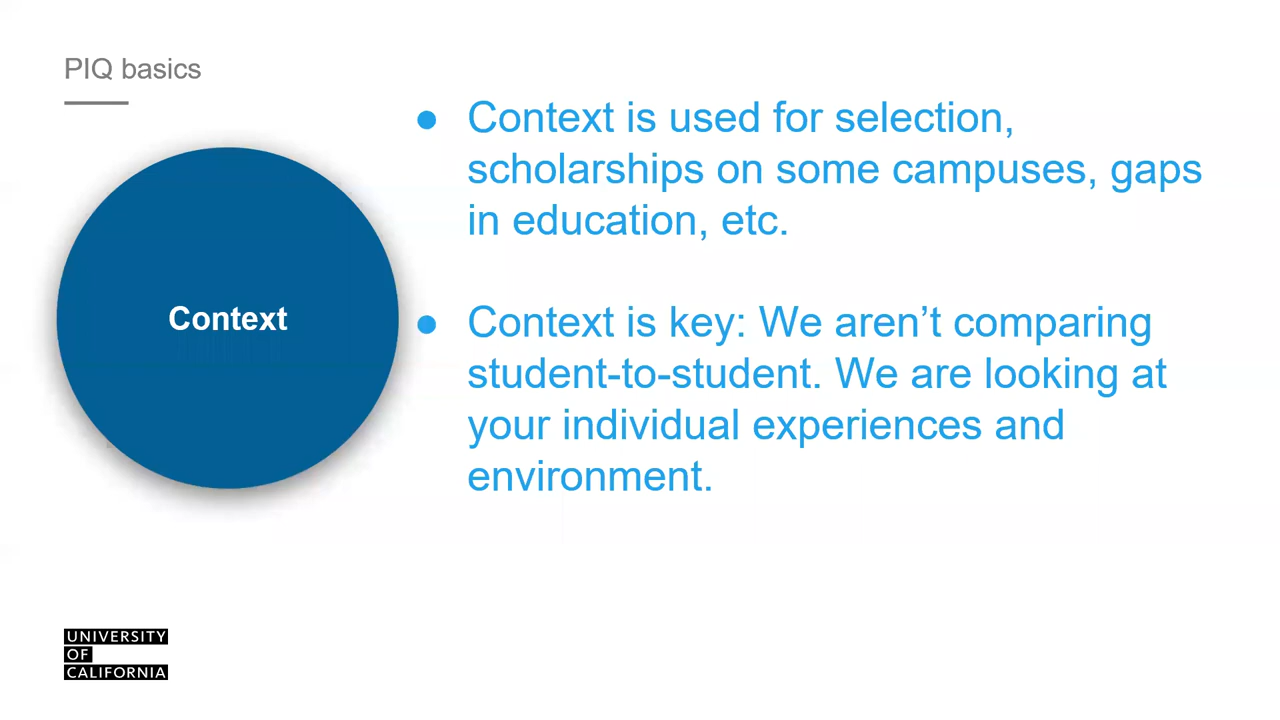 PIQ basics
Context
● Context is used for selection,
scholarships on some campuses, gaps
in education, etc.
● Context is key: We aren’t comparing
student-to-student. We are looking at
your individual experiences and
environment.
UNIVERSITY
OF
CALIFORNIA